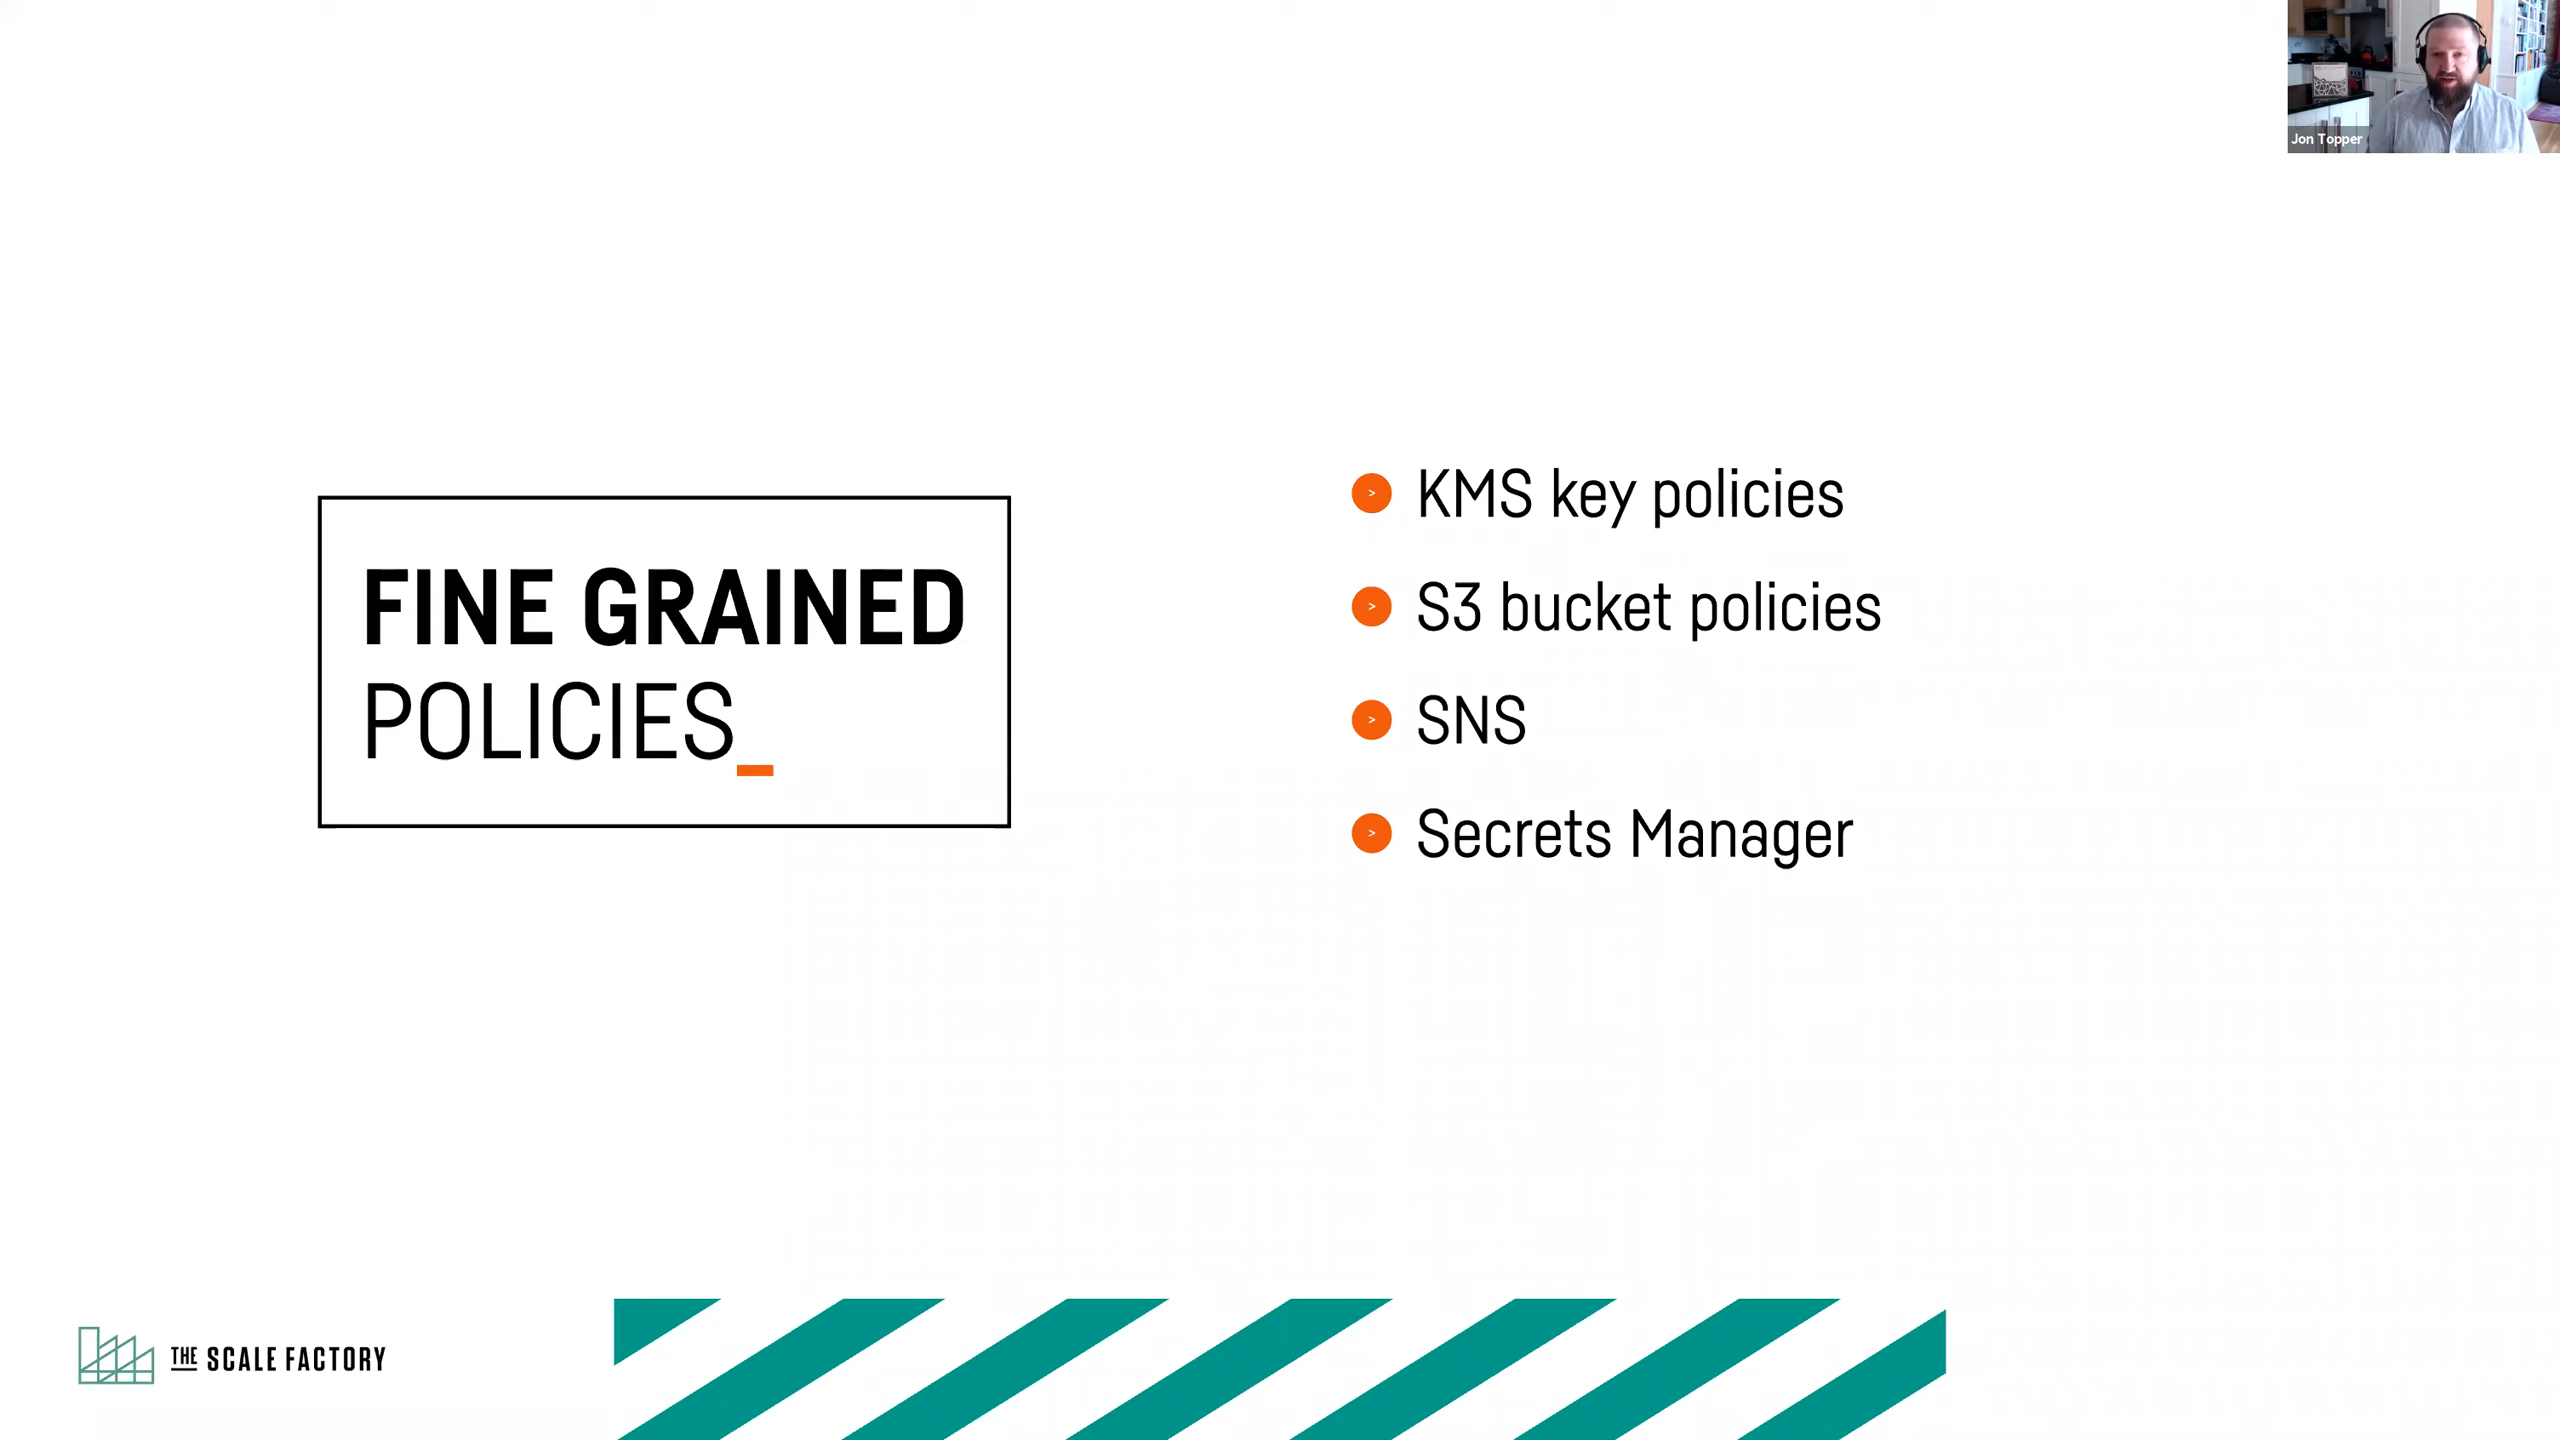 Jon Topper
FINE GRAINED
POLICIES_
> KMS key policies
> S3 bucket policies
> SNS
> Secrets Manager
THE SCALE FACTORY